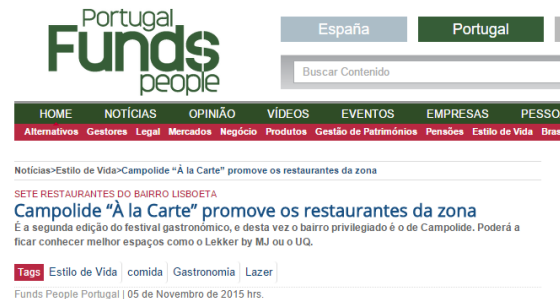 Portugal
Funds
people
España
Portugal
Buscar Contenido
HOME NOTÍCIAS OPINIÃO VÍDEOS EVENTOS EMPRESAS PESSO
Alternativos Gestores Legal Mercados Negócio Produtos Gestão de Patrimónios Pensões Estilo de Vida Bras
Notícias>Estilo de Vida>Campolide “À la Carte” promove os restaurantes da zona
SETE RESTAURANTES DO BAIRRO LISBOETA
Campolide “À la Carte” promove os restaurantes da zona
É a segunda edição do festival gastronómico, e desta vez o bairro privilegiado é o de Campolide. Poderá a
ficar conhecer melhor espaços como o Lekker by MJ ou o UQ.
Tags Estilo de Vida comida Gastronomia Lazer
Funds People Portugal | 05 de Novembro de 2015 hrs.